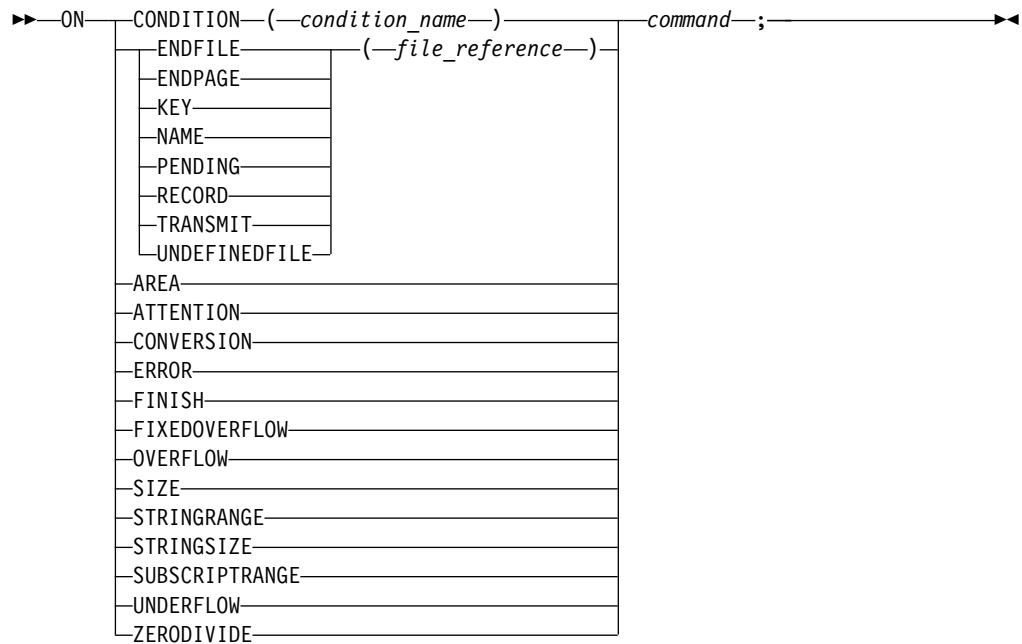 ON CONDITION ( condition_name ) command ;
ENDFILE ( file_reference )
ENDPAGE
KEY
NAME
PENDING
RECORD
TRANSMIT
UNDEFINEDFILE
AREA
ATTENTION
CONVERSION
ERROR
FINISH
FIXEDOVERFLOW
OVERFLOW
SIZE
STRINGRANGE
STRINGSIZE
SUBSCRIPTRANGE
UNDERFLOW
ZERODIVIDE